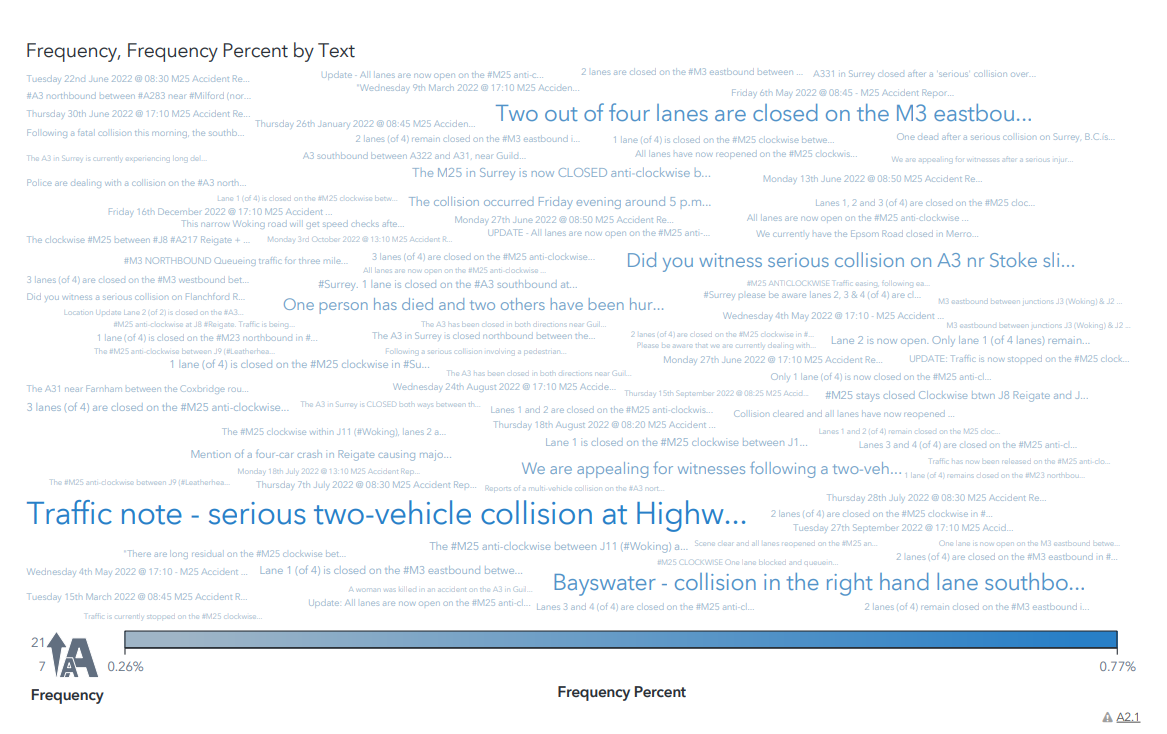 Frequency, Frequency Percent by Text
Tuesday 22nd June 2022 @ 08:30 M25 Accident Re...
Update - All lanes are now open on the #M25 anti-c...
2 lanes are closed on the #M3 eastbound between ...
A331 in Surrey closed after a 'serious' collision over...
#A3 northbound between #A283 near #Milford (nor...
"Wednesday 9th March 2022 @ 17:10 M25 Acciden...
Friday 6th May 2022 @ 08:45 - M25 Accident Repor...
Thursday 30th June 2022 @ 17:10 M25 Accident Re...
Thursday 26th January 2022 @ 08:45 M25 Acciden...
Two out of four lanes are closed on the M3 eastbou...
Following a fatal collision this morning, the southb...
2 lanes (of 4) remain closed on the #M3 eastbound i...
1 lane (of 4) is closed on the #M25 clockwise betwe...
One dead after a serious collision on Surrey, B.C.is...
The A3 in Surrey is currently experiencing long del...
A3 southbound between A322 and A31, near Guild...
All lanes have now reopened on the #M25 clockwis...
We are appealing for witnesses after a serious injur...
Police are dealing with a collision on the #A3 north...
The M25 in Surrey is now CLOSED anti-clockwise b...
Monday 13th June 2022 @ 08:50 M25 Accident Re...
Lane 1 (of 4) is closed on the #M25 clockwise betw...
The collision occurred Friday evening around 5 p.m...
Lanes 1, 2 and 3 (of 4) are closed on the #M25 cloc...
Friday 16th December 2022 @ 17:10 M25 Accident ...
This narrow Woking road will get speed checks afte...
Monday 27th June 2022 @ 08:50 M25 Accident Re...
All lanes are now open on the #M25 anti-clockwise ...
The clockwise #M25 between #J8 #A217 Reigate + ...
Monday 3rd October 2022 @ 13:10 M25 Accident R...
UPDATE - All lanes are now open on the #M25 anti-...
We currently have the Epsom Road closed in Merro...
#M3 NORTHBOUND Queueing traffic for three mile...
3 lanes (of 4) are closed on the #M25 anti-clockwise...
Did you witness serious collision on A3 nr Stoke sli...
All lanes are now open on the #M25 anti-clockwise ...
3 lanes (of 4) are closed on the #M3 westbound bet...
#Surrey. 1 lane is closed on the #A3 southbound at...
#M25 ANTICLOCKWISE Traffic easing, following ea...
Did you witness a serious collision on Flanchford R...
One person has died and two others have been hur...
#Surrey please be aware lanes 2, 3 & 4 (of 4) are cl...
M3 eastbound between junctions J3 (Woking) & J2 ...
Location Update Lane 2 (of 2) is closed on the #A3...
Wednesday 4th May 2022 @ 17:10 - M25 Accident ...
#M25 anti-clockwise at J8 #Reigate. Traffic is being...
The A3 has been closed in both directions near Guil...
M3 eastbound between junctions J3 (Woking) & J2 ...
1 lane (of 4) is closed on the #M23 northbound in #...
The A3 in Surrey is closed northbound between the...
2 lanes (of 4) are closed on the #M25 clockwise in #...
Lane 2 is now open. Only lane 1 (of 4 lanes) remain...
The #M25 anti-clockwise between J9 (#Leatherhea...
Following a serious collision involving a pedestrian...
Please be aware that we are currently dealing with...
1 lane (of 4) is closed on the #M25 clockwise in #Su...
Monday 27th June 2022 @ 17:10 M25 Accident Re...
UPDATE: Traffic is now stopped on the #M25 clock...
The A3 has been closed in both directions near Guil...
Only 1 lane (of 4) is now closed on the #M25 anti-cl...
The A31 near Farnham between the Coxbridge rou...
Wednesday 24th August 2022 @ 17:10 M25 Accide...
Thursday 15th September 2022 @ 08:25 M25 Accid...
#M25 stays closed Clockwise btwn J8 Reigate and J...
3 lanes (of 4) are closed on the #M25 anti-clockwise...
The A3 in Surrey is CLOSED both ways between th...
Lanes 1 and 2 are closed on the #M25 anti-clockwis...
Collision cleared and all lanes have now reopened ...
Thursday 18th August 2022 @ 08:20 M25 Accident ...
The #M25 clockwise within J11 (#Woking), lanes 2 a...
Lanes 1 and 2 (of 4) remain closed on the #M25 cloc...
Lane 1 is closed on the #M25 clockwise between J1...
Lanes 3 and 4 (of 4) are closed on the #M25 anti-cl...
Mention of a four-car crash in Reigate causing majo...
Traffic has now been released on the #M25 anti-clo...
Monday 18th July 2022 @ 13:10 M25 Accident Rep...
We are appealing for witnesses following a two-veh...
1 lane (of 4) remains closed on the #M23 northbou...
The #M25 anti-clockwise between J9 (#Leatherhea...
Thursday 7th July 2022 @ 08:30 M25 Accident Rep...
Reports of a multi-vehicle collision on the #A3 nort...
Thursday 28th July 2022 @ 08:30 M25 Accident Re...
Traffic note - serious two-vehicle collision at Highw...
2 lanes (of 4) are closed on the #M25 clockwise in #...
Tuesday 27th September 2022 @ 17:10 M25 Accid...
The #M25 anti-clockwise between J11 (#Woking) a...
Scene clear and all lanes reopened on the #M25 an...
One lane is now open on the M3 eastbound betwe...
"There are long residual on the #M25 clockwise bet...
2 lanes (of 4) are closed on the #M3 eastbound in #...
#M25 CLOCKWISE One lane blocked and queuein...
Wednesday 4th May 2022 @ 17:10 - M25 Accident ...
Lane 1 (of 4) is closed on the #M3 eastbound betwe...
Bayswater - collision in the right hand lane southbo...
A woman was killed in an accident on the A3 in Guil...
Tuesday 15th March 2022 @ 08:45 M25 Accident R...
Update: All lanes are now open on the #M25 anti-cl...
Lanes 3 and 4 (of 4) are closed on the #M25 anti-cl...
2 lanes (of 4) remain closed on the #M3 eastbound i...
Traffic is currently stopped on the #M25 clockwise...
21
7
AAA
0.26%
0.77%
Frequency
Frequency Percent
A2.1